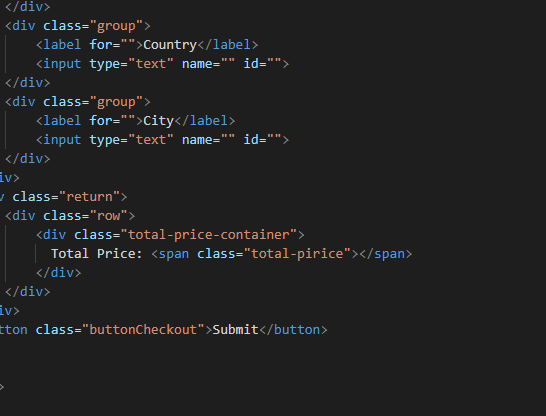 </div>
<div class="group">
<label for="">Country</label>
<input type="text" name="" id="">
</div>
<div class="group">
<label for="">City</label>
<input type="text" name="" id="">
</div>
iv>
v class="return">
<div class="row">
<div class="total-price-container">
Total Price: <span class="total-pirice"></span>
</div>
</div>
iv>
tton class="buttonCheckout">Submit</button>
>